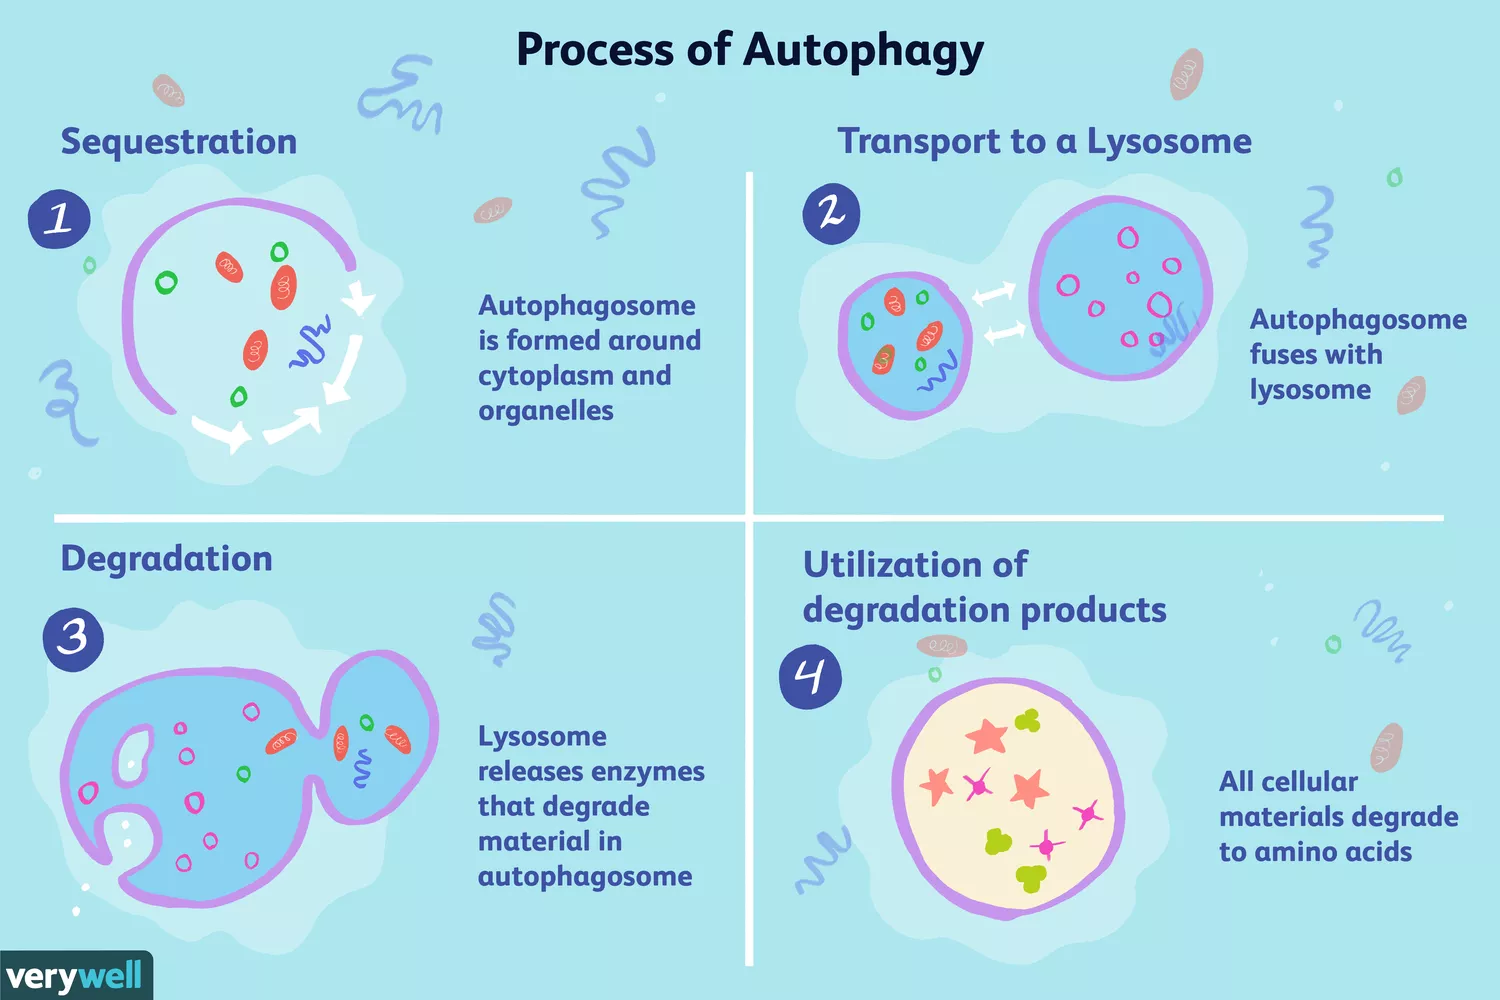 Process of Autophagy
Sequestration
1
Autophagosome
is formed around
cytoplasm and
organelles
Transport to a Lysosome
2
Autophagosome
fuses with
lysosome
Degradation
3
Lysosome
releases enzymes
that degrade
material in
autophagosome
Utilization of
degradation products
4
All cellular
materials degrade
to amino acids
verywell